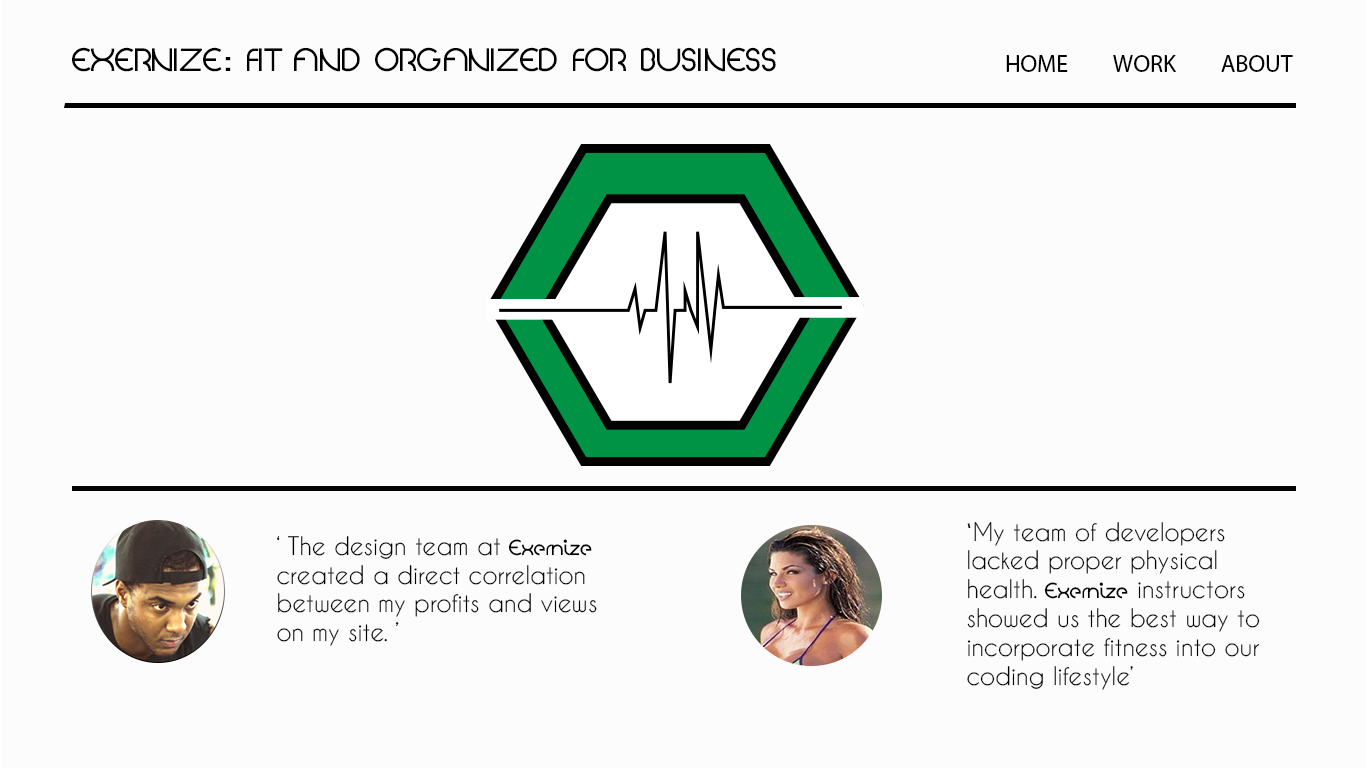 EXERNIZE: FIT AND ORGANIZED FOR BUSINESS
HOME WORK ABOUT
‘ The design team at Exernize
created a direct correlation
between my profits and views
on my site. ’
‘My team of developers
lacked proper physical
health. Exernize instructors
showed us the best way to
incorporate fitness into our
coding lifestyle’